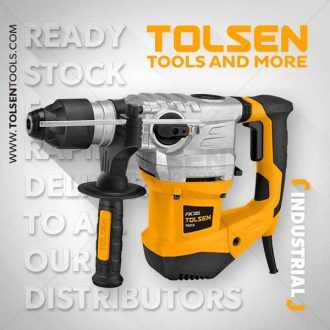 READY
STOCK
TOLSEN
TOOLS AND MORE
WWW.TOLSENTOOLS.COM
TOLSEN
INDUSTRIAL
TO
OUR
DISTRIBUTORS